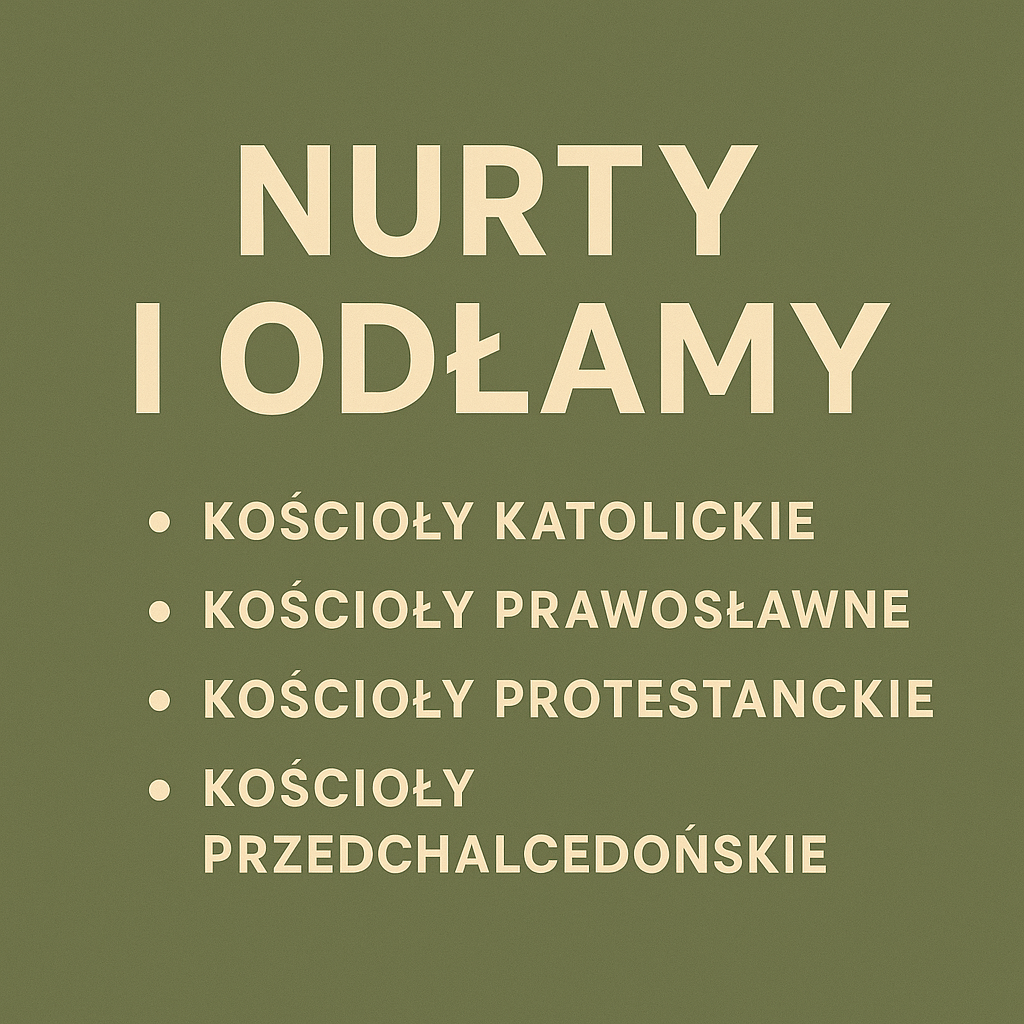 NURTY
I ODŁAMY
• KOŚCIOŁY KATOLICKIE
• KOŚCIOŁY PRAWOSŁAWNE
• KOŚCIOŁY PROTESTANCKIE
• KOŚCIOŁY
PRZEDCHALCEDOŃSKIE